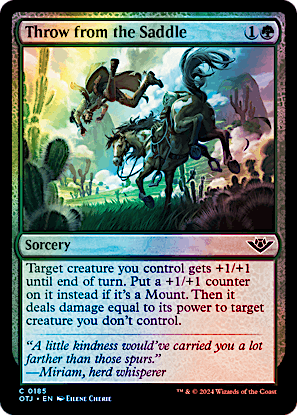 Throw from the Saddle 1
Sorcery
Target creature you control gets +1/+1
until end of turn. Put a +1/+1 counter
on it instead if it's a Mount. Then it
deals damage equal to its power to target
creature you don't control.
"A little kindness would've carried you a lot
farther than those spurs."
—Miriam, herd whisperer
C 0185
OTJ • EN Eilene Cherie
™ & © 2024 Wizards of the Coast